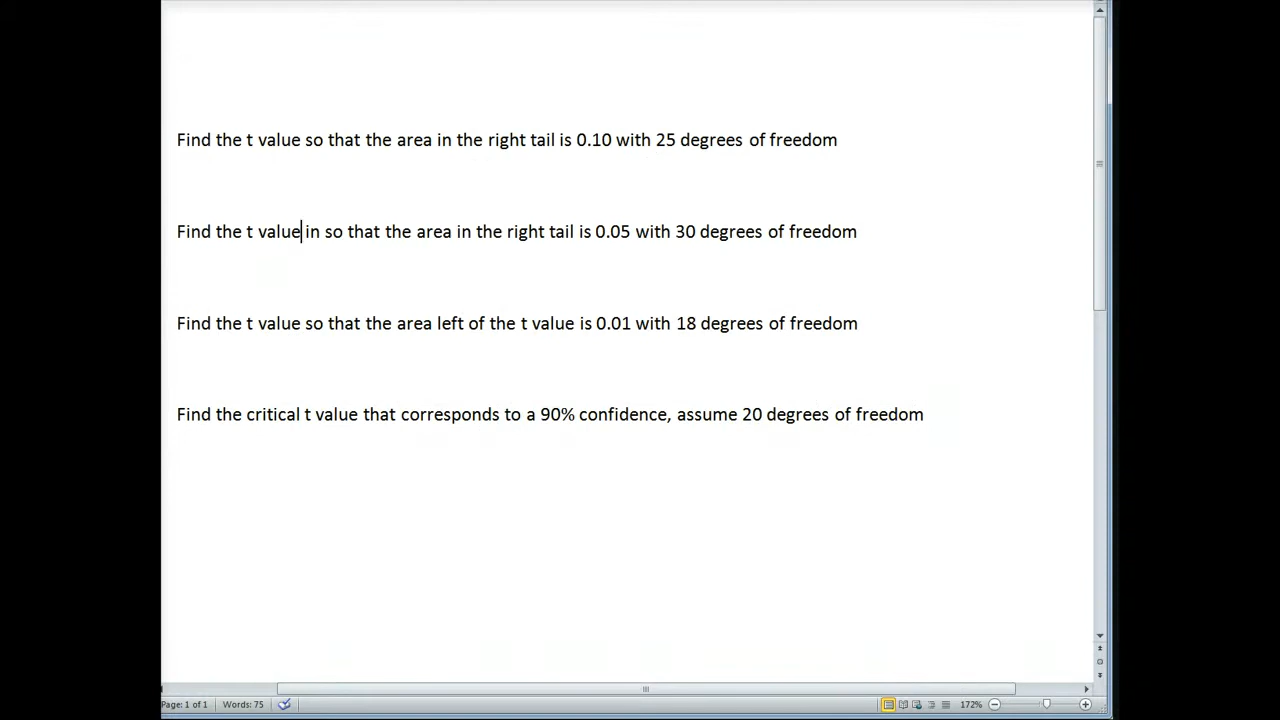 Find the t value so that the area in the right tail is 0.10 with 25 degrees of freedom
Find the t value in so that the area in the right tail is 0.05 with 30 degrees of freedom
Find the t value so that the area left of the t value is 0.01 with 18 degrees of freedom
Find the critical t value that corresponds to a 90% confidence, assume 20 degrees of freedom
Page: 1 of 1 Words: 75 172%